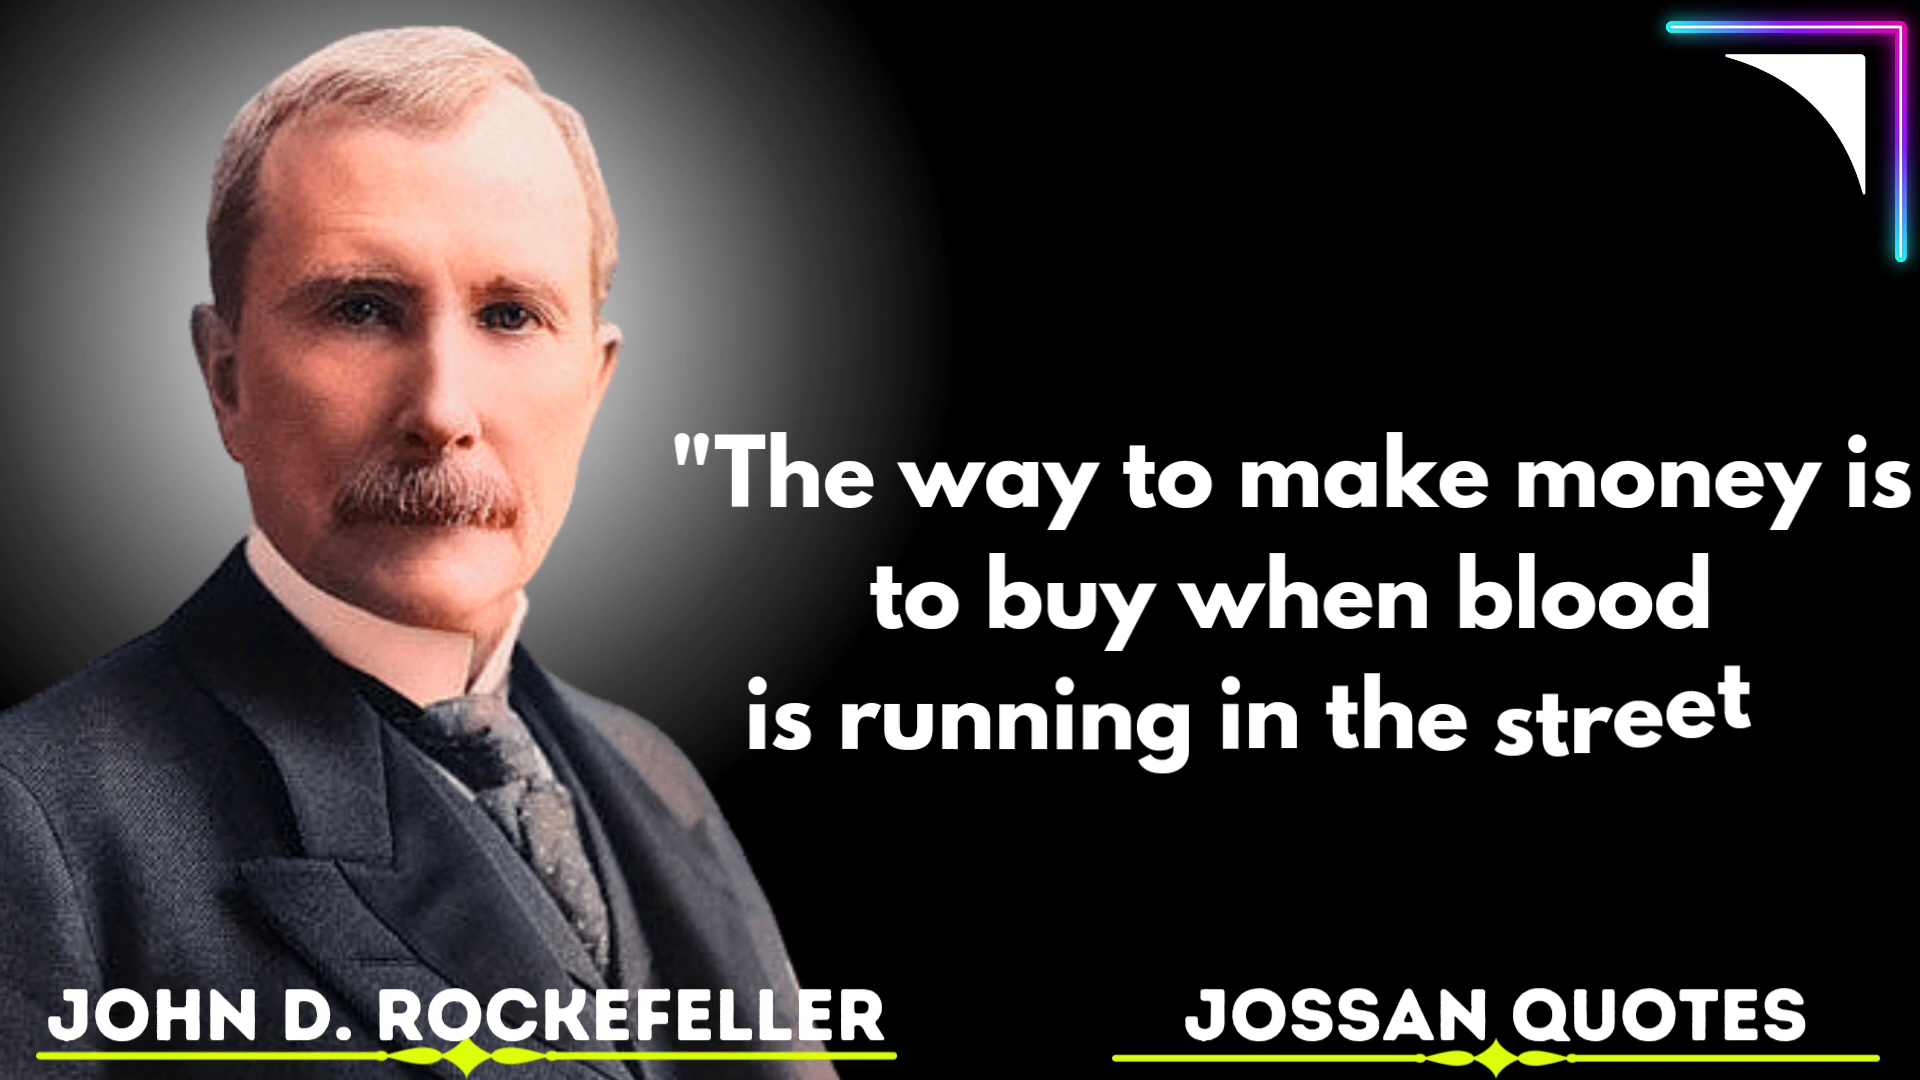 "The way to make money is
to buy when blood
is running in the street
JOHN D. ROCKEFELLER
JOSSAN QUOTES